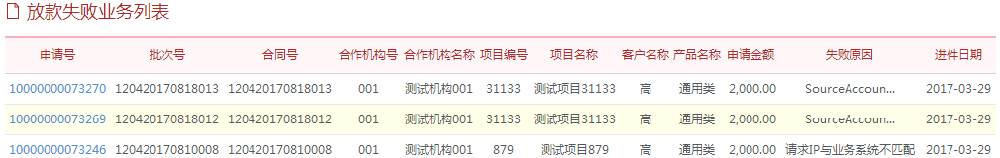 放款失败业务列表
申请号 批次号 合同号 合作机构号 合作机构名称 项目编号 项目名称 客户名称 产品名称 申请金额 失败原因 进件日期
10000000073270 120420170818013 120420170818013 001 测试机构001 31133 测试项目31133 高 通用类 2,000.00 SourceAccoun... 2017-03-29
10000000073269 120420170818012 120420170818012 001 测试机构001 31133 测试项目31133 高 通用类 2,000.00 SourceAccoun... 2017-03-29
10000000073246 120420170810008 120420170810008 001 测试机构001 879 测试项目879 高 通用类 2,000.00 请求IP与业务系统不匹配 2017-03-29